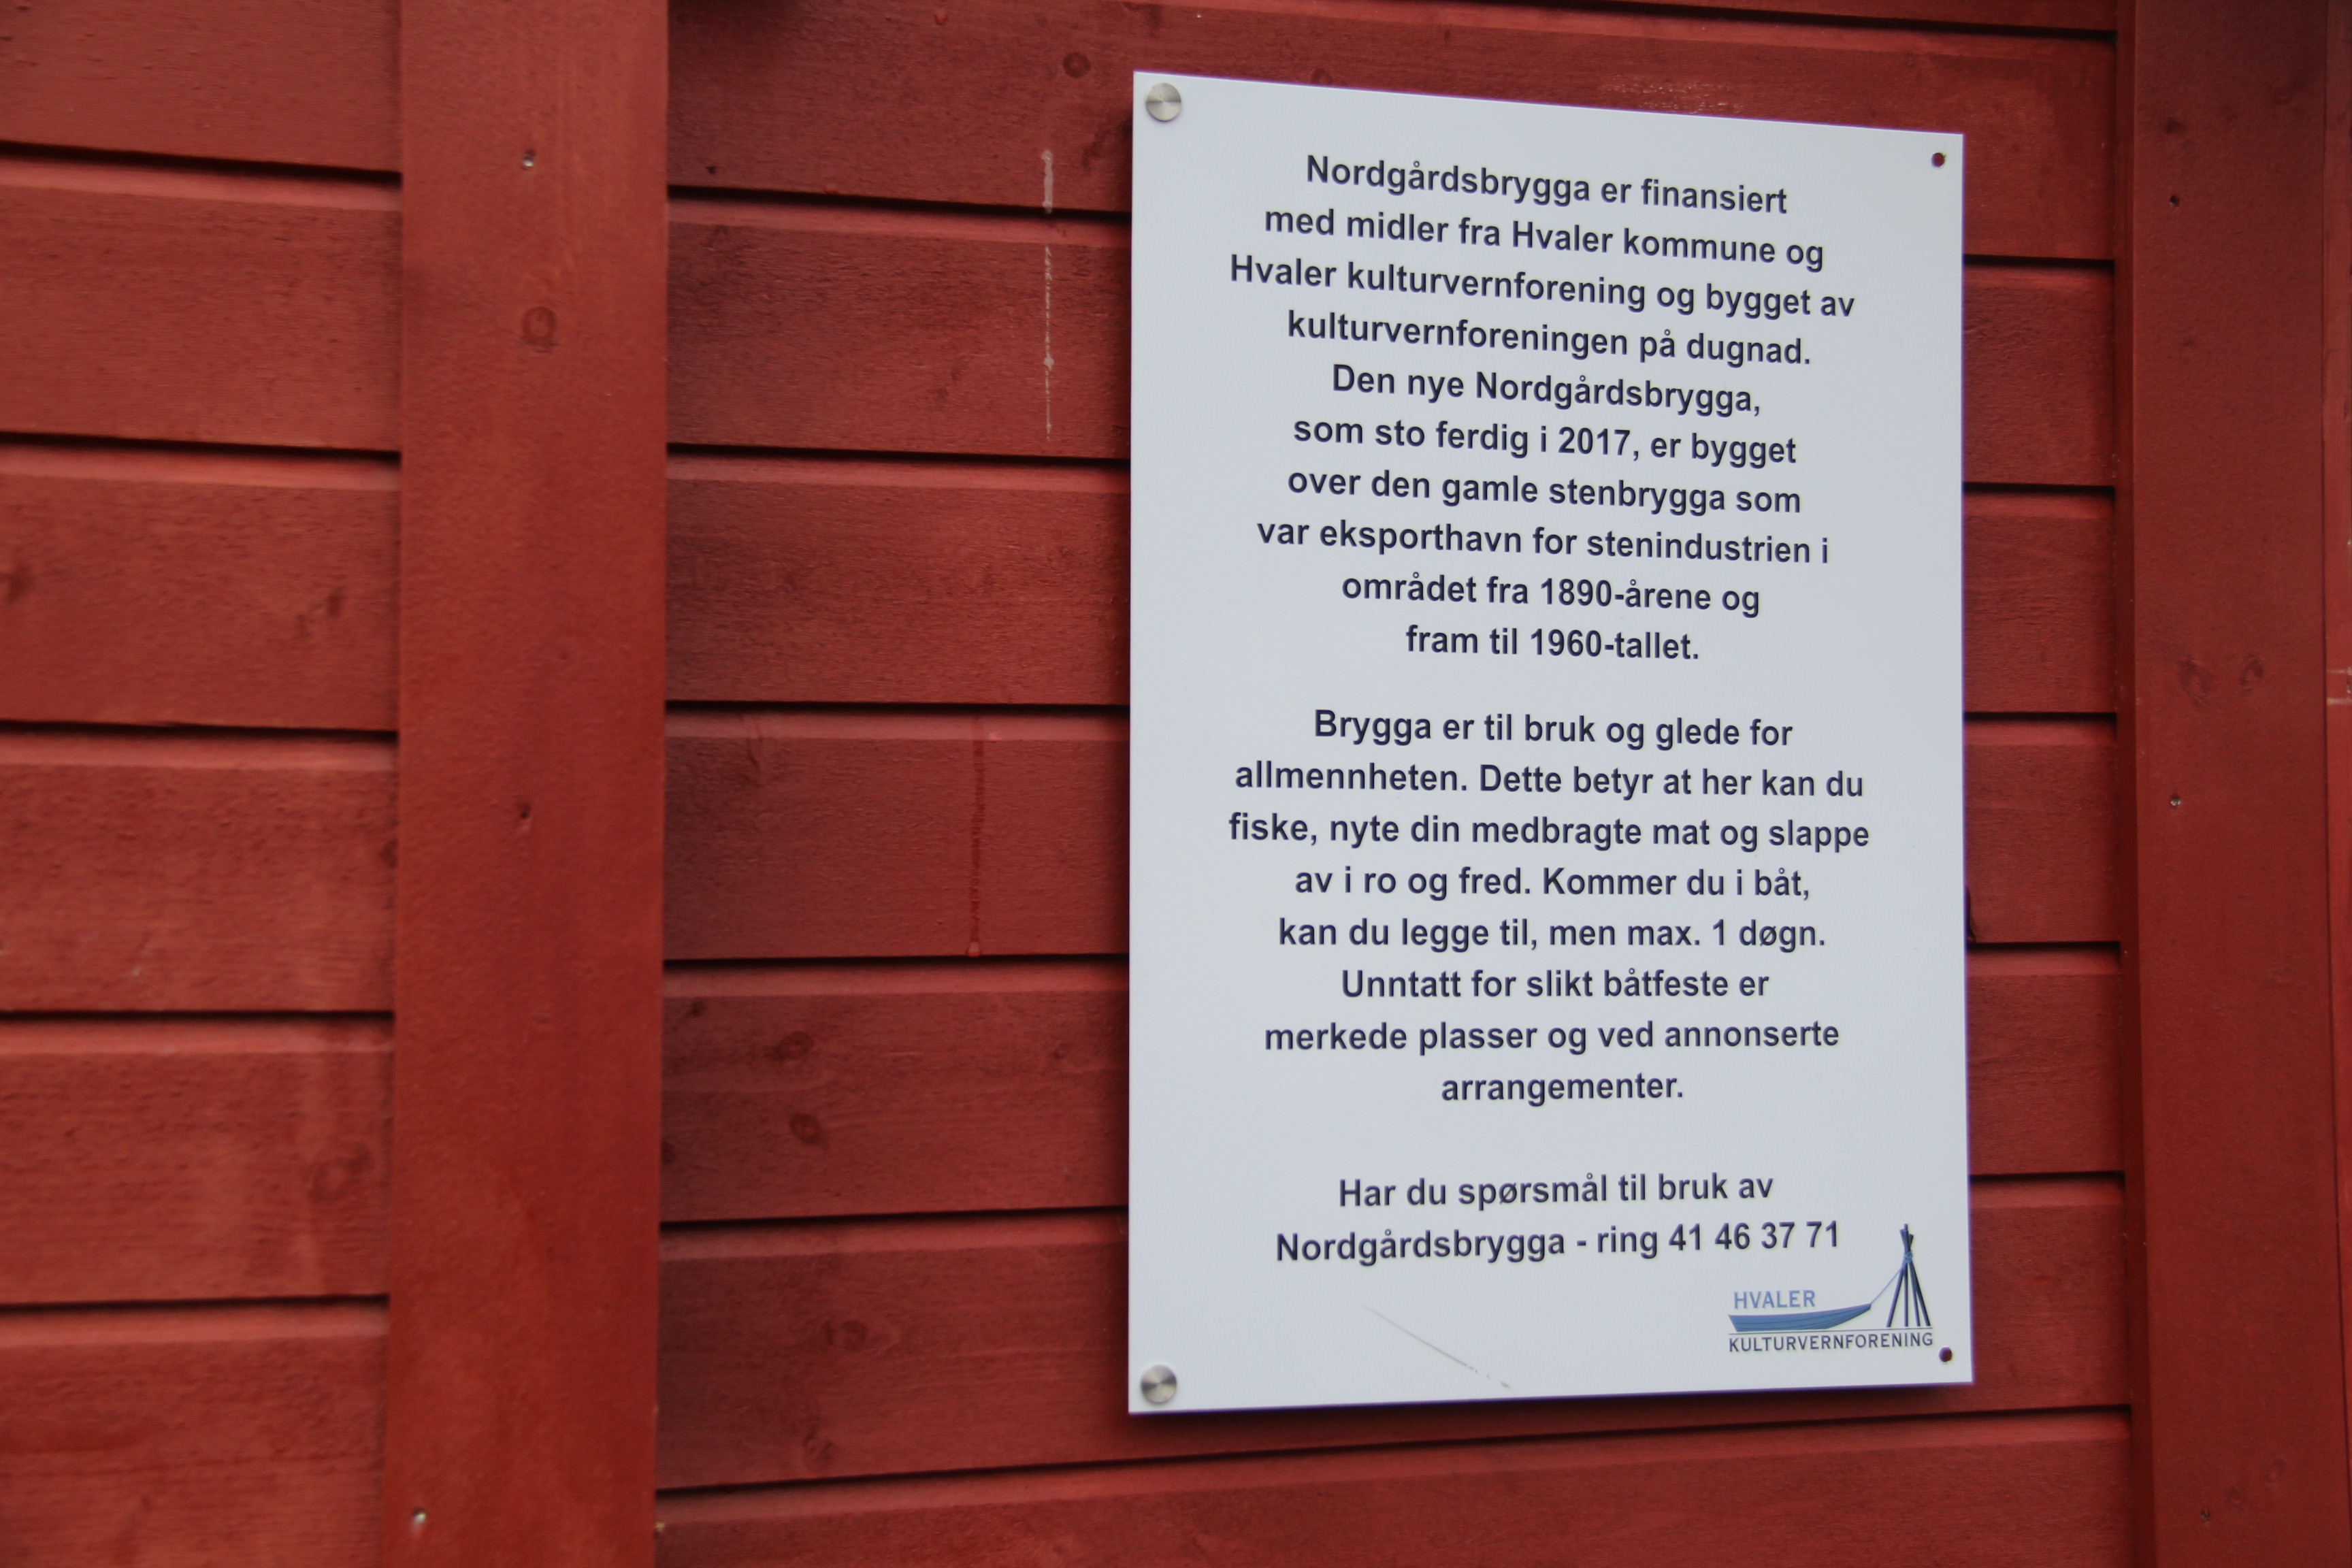 Nordgårdsbrygga er finansiert
med midler fra Hvaler kommune og
Hvaler kulturvernforening og bygget av
kulturvernforeningen på dugnad.
Den nye Nordgårdsbrygga,
som sto ferdig i 2017, er bygget
over den gamle stenbrygga som
var eksporthavn for stenindustrien i
området fra 1890-årene og
fram til 1960-tallet.
Brygga er til bruk og glede for
allmennheten. Dette betyr at her kan du
fiske, nyte din medbragte mat og slappe
av i ro og fred. Kommer du i båt,
kan du legge til, men max. 1 døgn.
Unntatt for slikt båtfeste er
merkede plasser og ved annonserte
arrangementer.
Har du spørsmål til bruk av
Nordgårdsbrygga - ring 41 46 37 71
HVALER
KULTURVERNFORENING